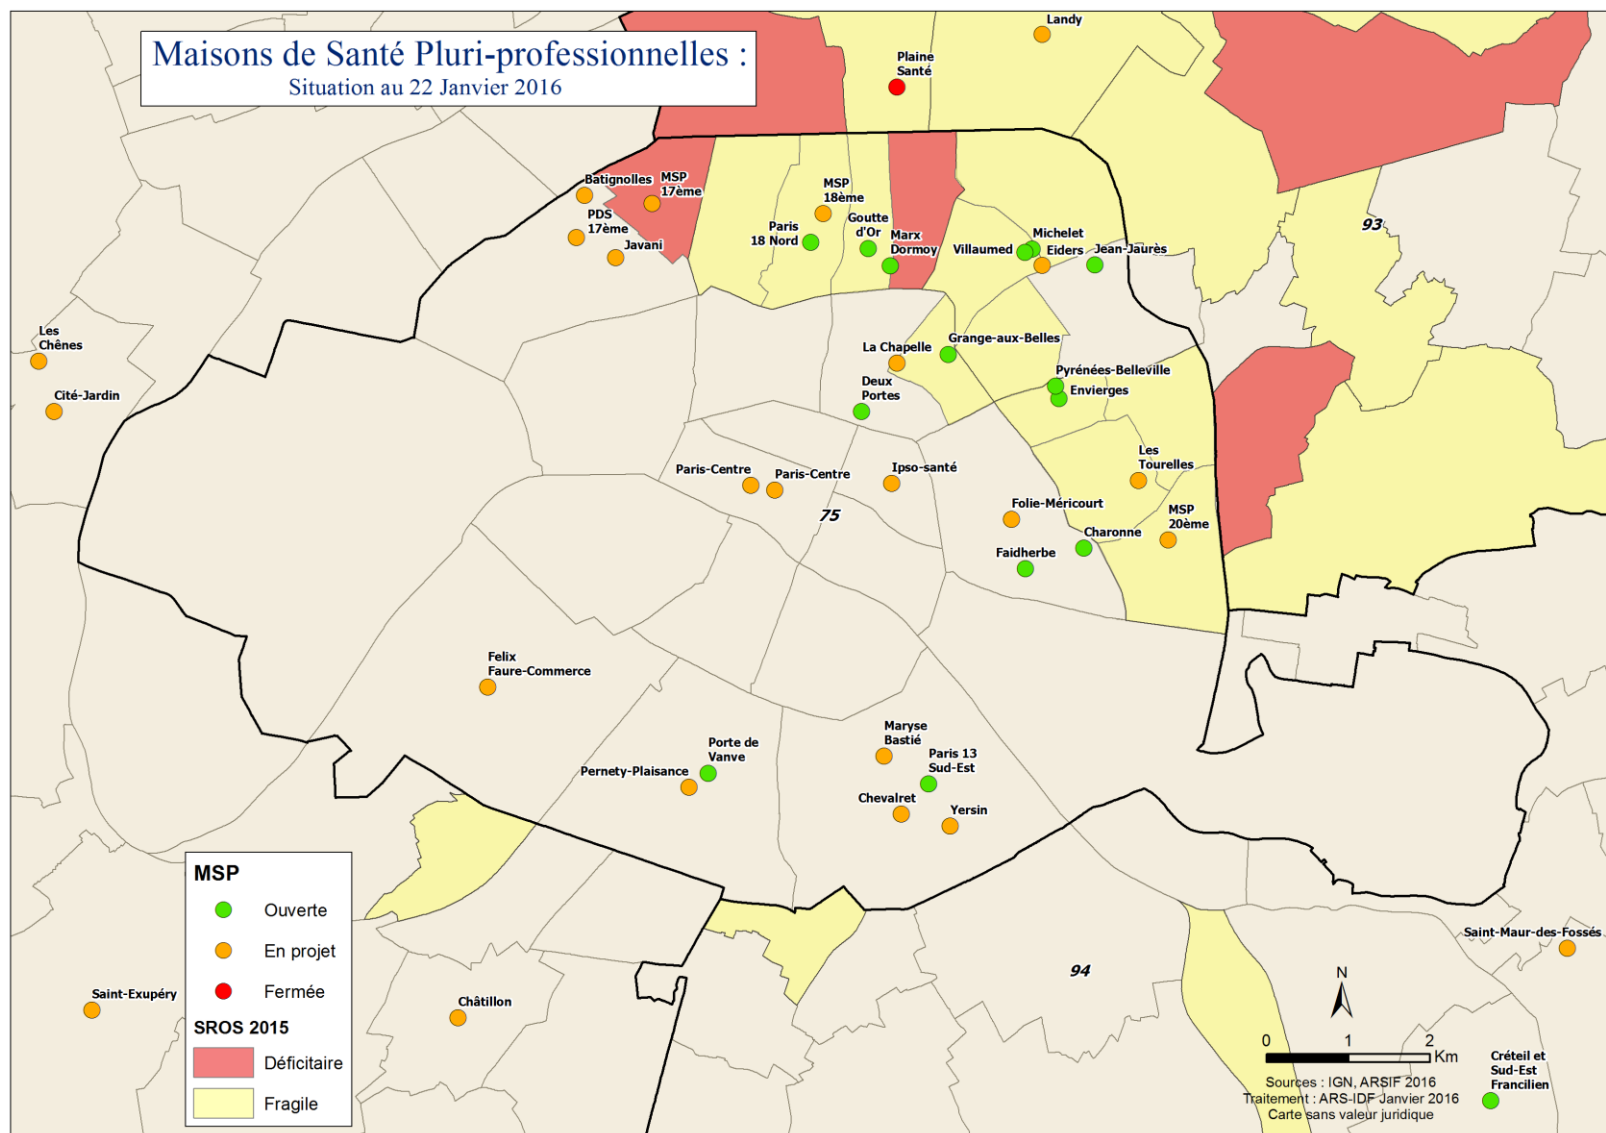 Maisons de Santé Pluri-professionnelles :
Situation au 22 Janvier 2016
Landy
Plaine
Santé
Batignolles
MSP
17ème
PDS
17ème
Javani
MSP
18ème
Paris
18 Nord
Goutte
d'Or
Marx
Dormoy
Villaumed
Michelet
Eiders
Jean-Jaurès
93
Les
Chênes
Cité-Jardin
La Chapelle
Grange-aux-Belles
Deux
Portes
Pyrénées-Belleville
Envierges
Les
Tourelles
Paris-Centre
Paris-Centre
Ipso-santé
75
Folie-Méricourt
MSP
20ème
Charonne
Faidherbe
Felix
Faure-Commerce
Porte de
Vanve
Pernety-Plaisance
Maryse
Bastié
Paris 13
Sud-Est
Chevalret
Yersin
MSP
Ouverte
En projet
Fermée
SROS 2015
Déficitaire
Fragile
Saint-Exupéry
Châtillon
94
Saint-Maur-des-Fossés
N
0 1 2
Km
Sources : IGN, ARSIF 2016
Traitement : ARS-IDF Janvier 2016
Carte sans valeur juridique
Créteil et
Sud-Est
Francilien